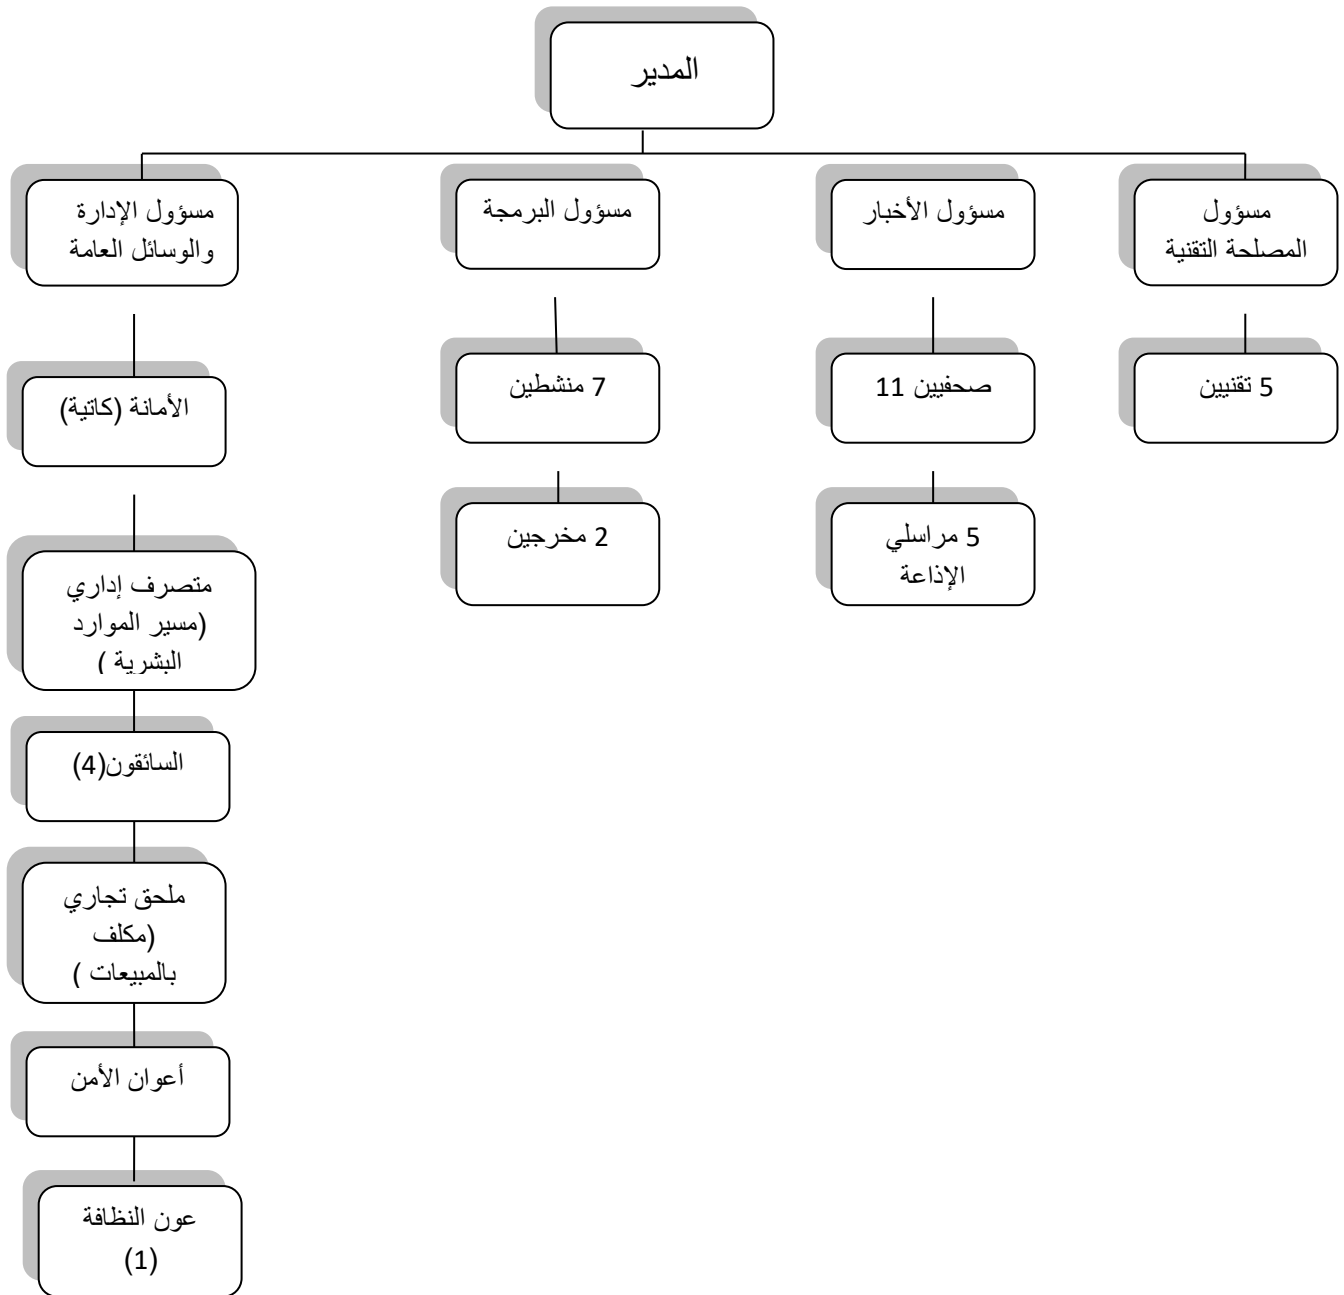 المدير
مسؤول
المصلحة التقنية
مسؤول الأخبار
مسؤول البرمجة
مسؤول الإدارة
والوسائل العامة
5 تقنيين
صحفيين 11
7 منشطين
الأمانة (كاتبة)
5 مراسلي
الإذاعة
2 مخرجين
متصرف إداري
(مسير الموارد
البشرية )
السائقون(4)
ملحق تجاري
(مكلف
بالمبيعات )
أعوان الأمن
عون النظافة
(1)